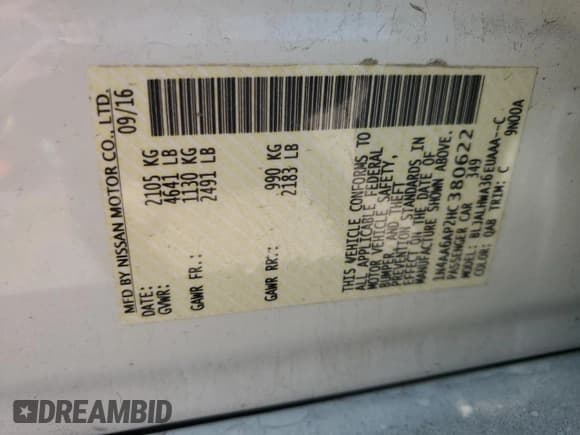 MFD BY NISSAN MOTOR CO., LTD.
DATE: 09/16
GVWR: 2105 KG
4641 LB
GAWR FR: 1130 KG
2491 LB
GAWR RR: 990 KG
2183 LB
THIS VEHICLE CONFORMS TO
ALL APPLICABLE FEDERAL
MOTOR VEHICLE SAFETY,
BUMPER, AND THEFT
PREVENTION STANDARDS IN
EFFECT ON THE DATE OF
MANUFACTURE SHOWN ABOVE.
1N4AA6AP7HC380622
PASSENGER CAR 349
MODEL: BLJALHWA36EUAAA--C
COLOR: QAB TRIM: C 9N00A
DREAMBID